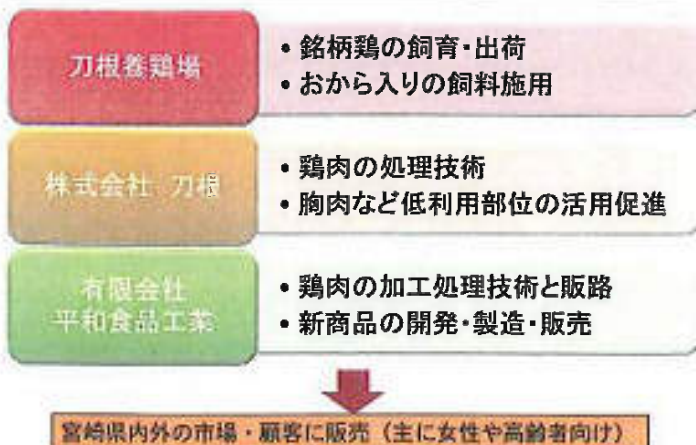 刀根養鶏場
・銘柄鶏の飼育・出荷
・おから入りの飼料施用
株式会社 刀根
・鶏肉の処理技術
・胸肉など低利用部位の活用促進
有限会社
平和食品工業
・鶏肉の加工処理技術と販路
・新商品の開発・製造・販売
宮崎県内外の市場・顧客に販売（主に女性や高齢者向け）